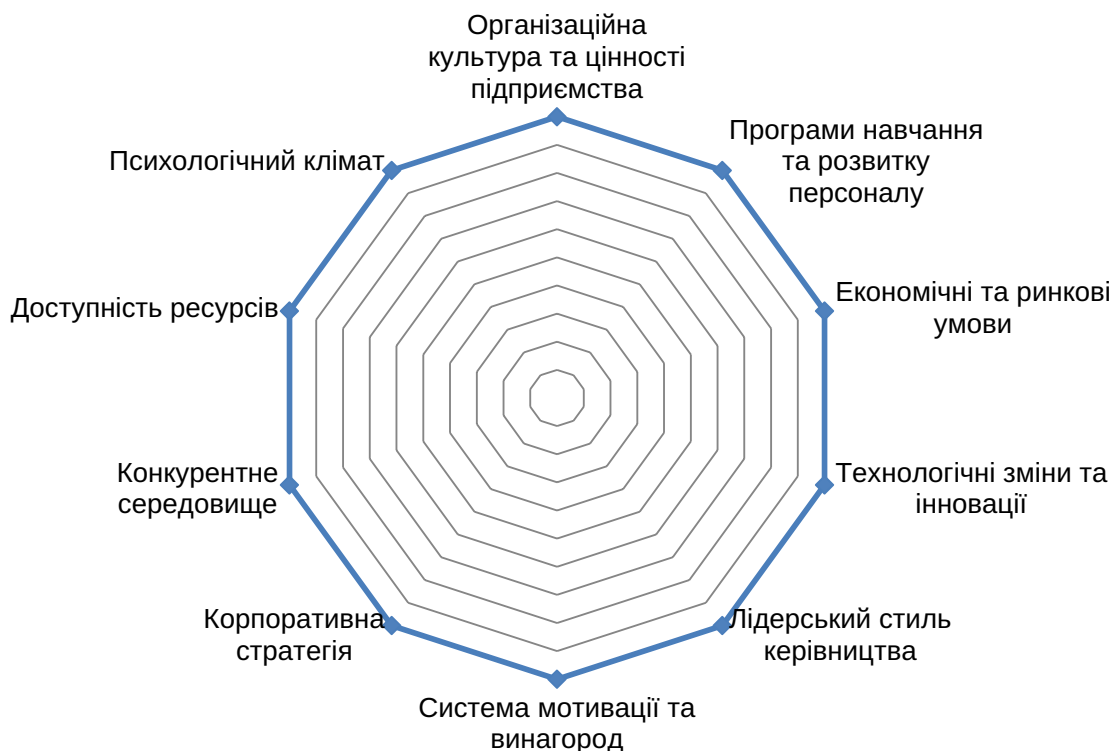 Організаційна
культура та цінності
підприємства
Програми навчання
та розвитку
персоналу
Економічні та ринкові
умови
Технологічні зміни та
інновації
Лідерський стиль
керівництва
Система мотивації та
винагород
Корпоративна
стратегія
Конкурентне
середовище
Доступність ресурсів
Психологічний клімат